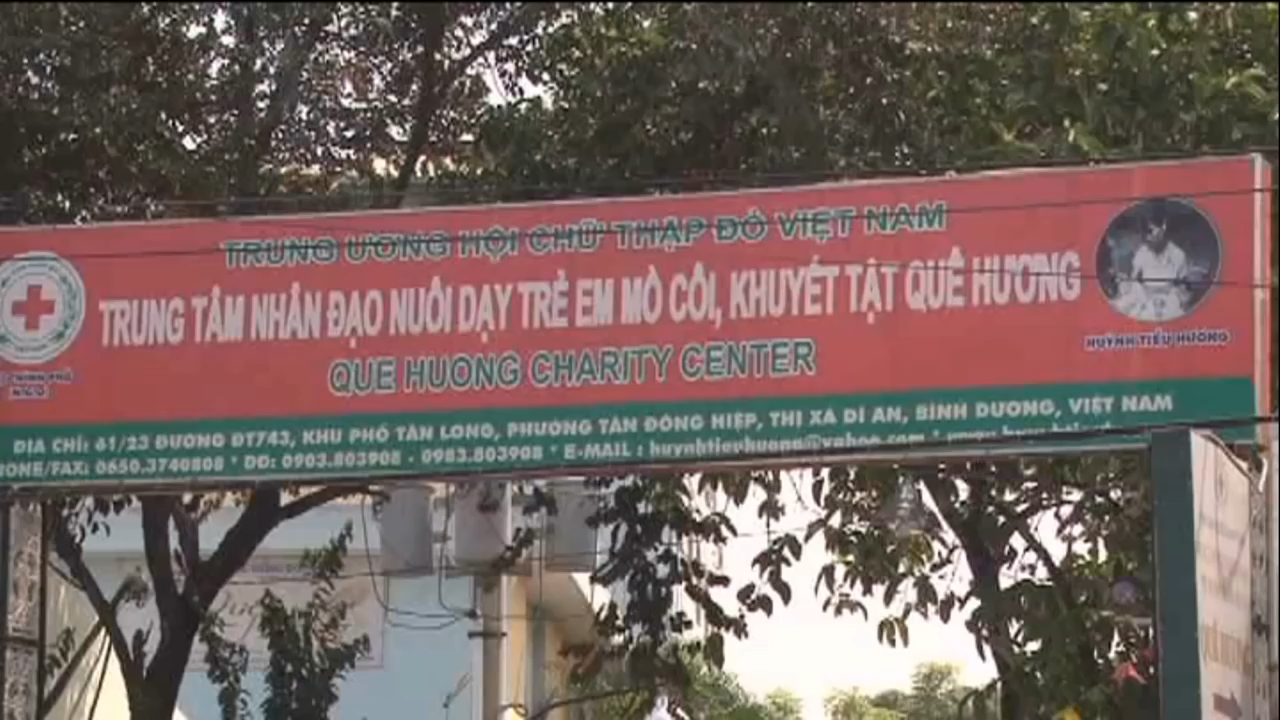 TRUNG ƯƠNG HỘI CHỮ THẬP ĐỎ VIỆT NAM
TRUNG TÂM NHÂN ĐẠO NUÔI DẠY TRẺ EM MỒ CÔI, KHUYẾT TẬT QUÊ HƯƠNG
QUE HUONG CHARITY CENTER
HUỲNH TIỂU HƯƠNG
ĐỊA CHỈ: 61/23 ĐƯỜNG ĐT743, KHU PHỐ TÂN LONG, PHƯỜNG TÂN ĐÔNG HIỆP, THỊ XÃ DĨ AN, BÌNH DƯƠNG, VIỆT NAM
ONE/FAX: 0650.3740808 * DĐ: 0903.803908 - 0983.803908 * E-MAIL : huynhtieuhuong@yahoo.com *